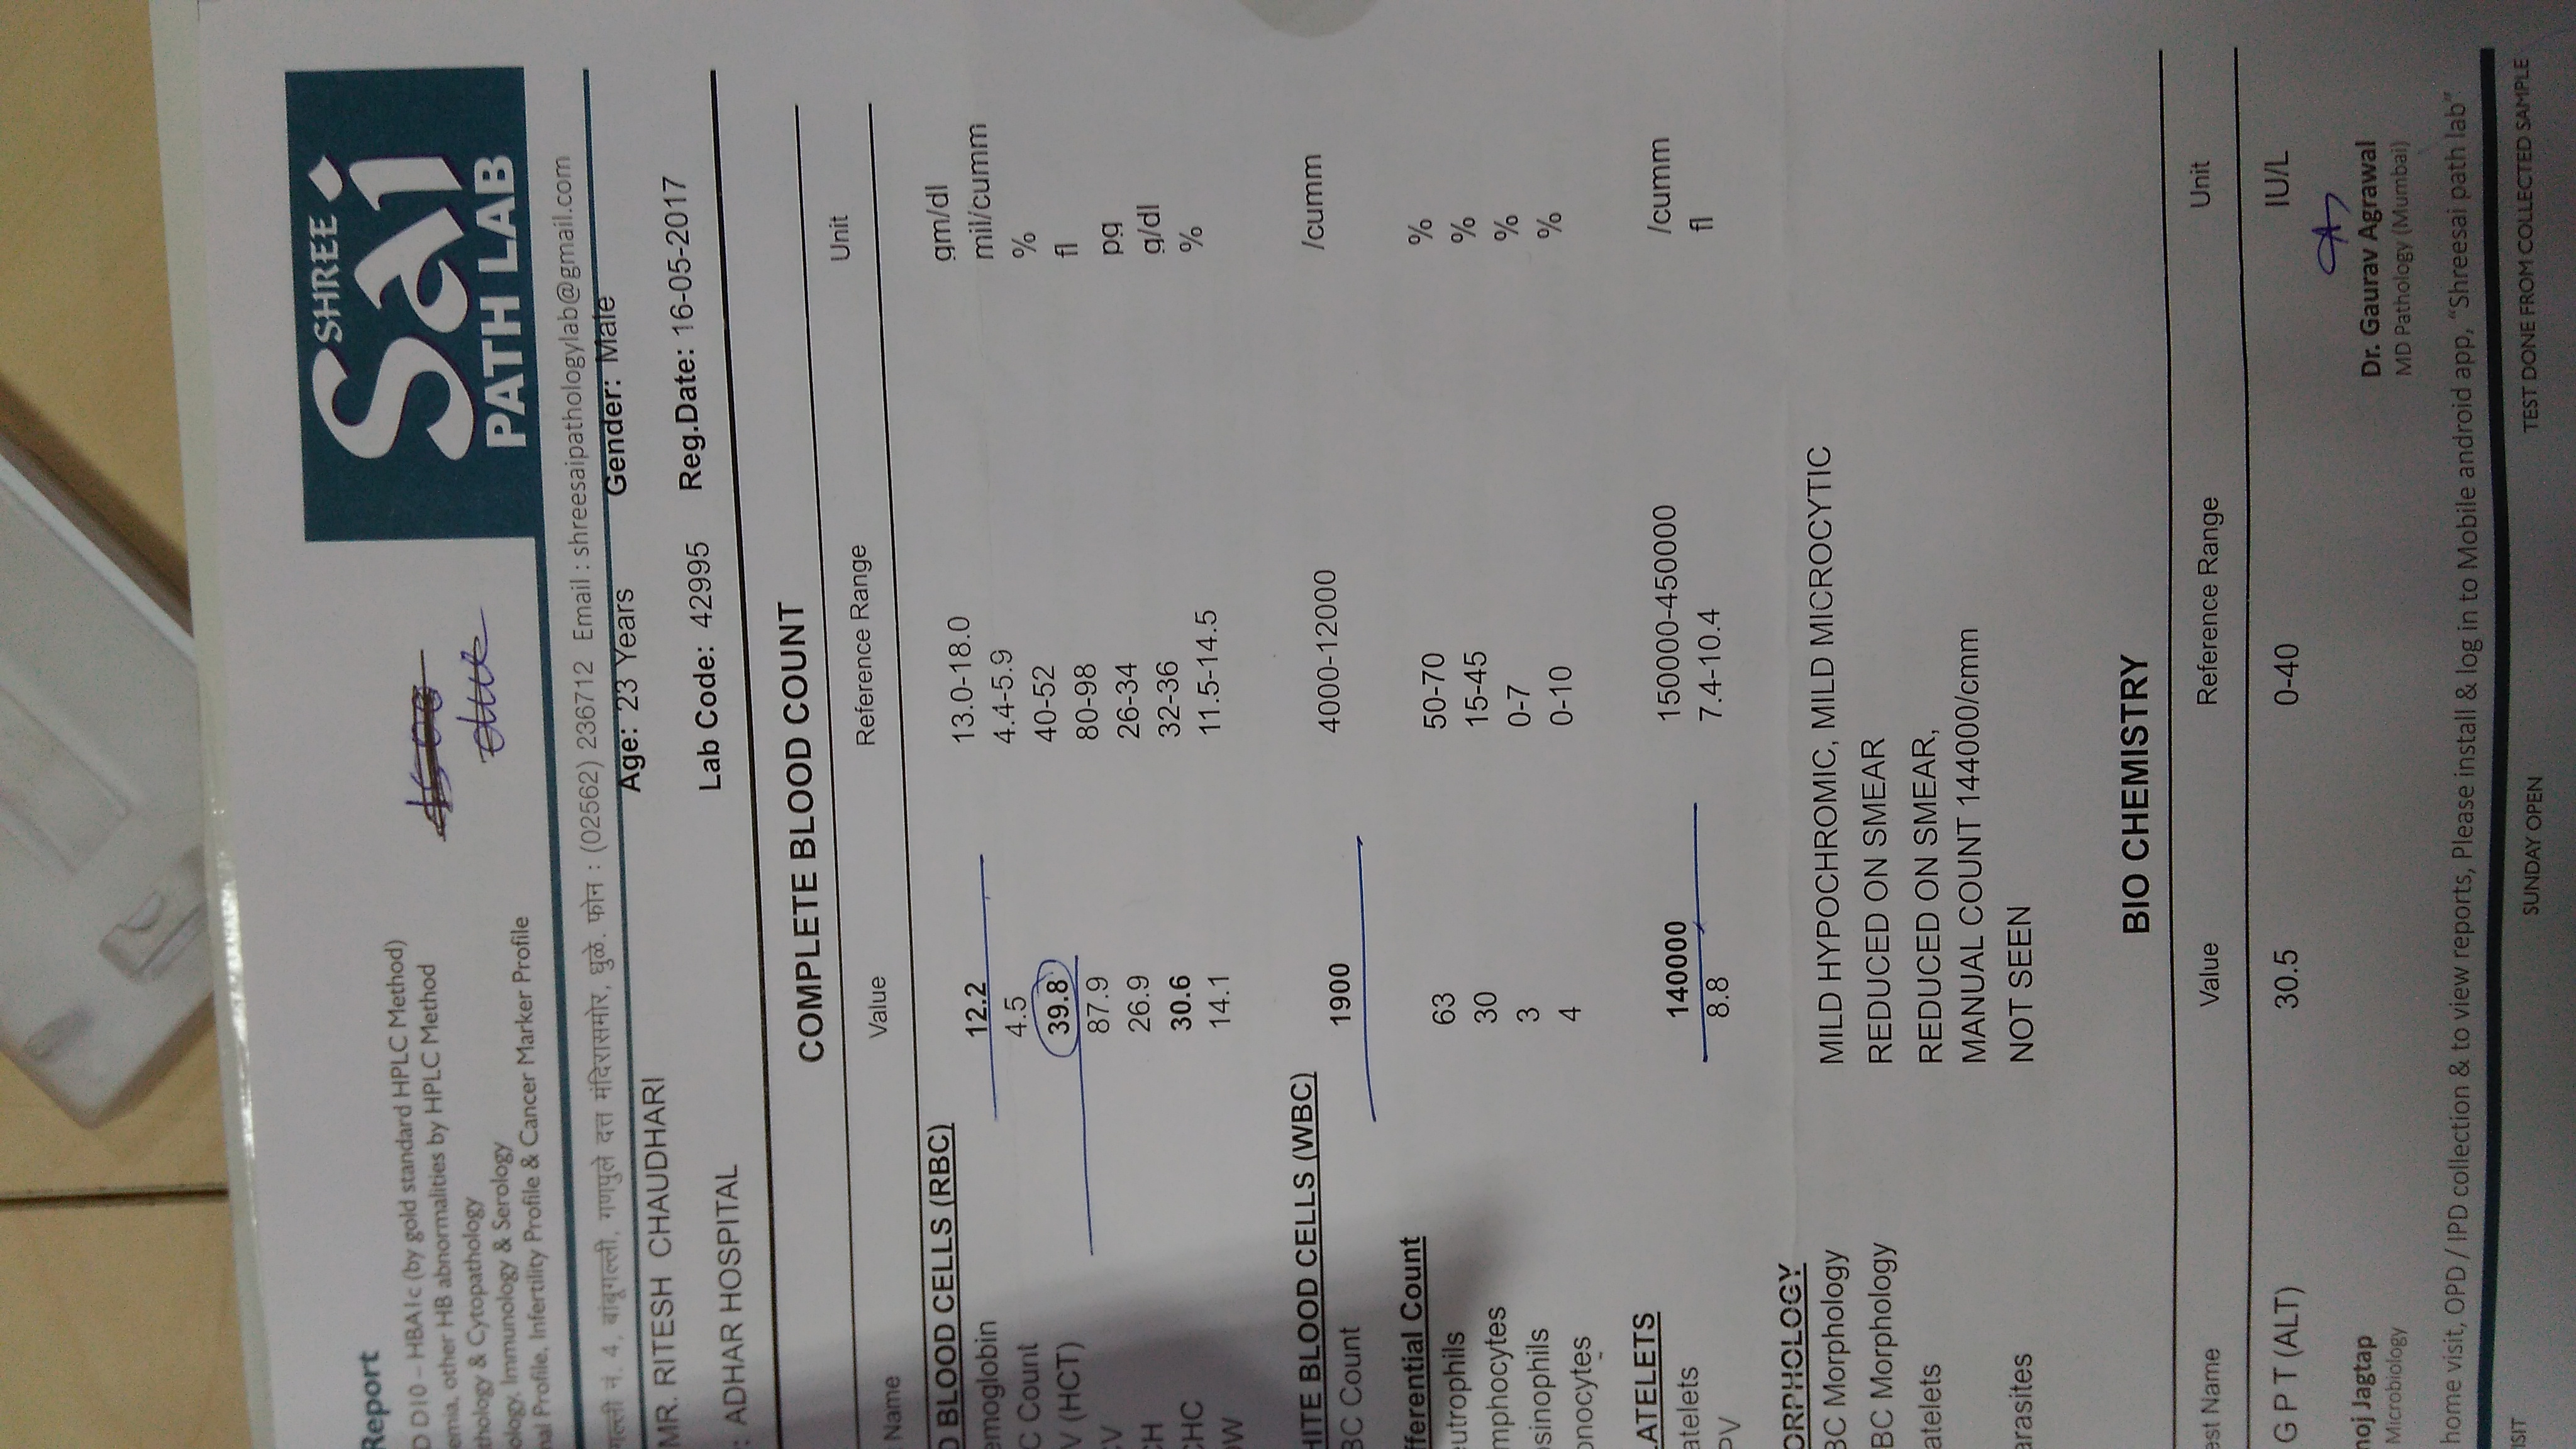 Report
SHREE
Sai
PATH LAB
D D10 – HBA1c (by gold standard HPLC Method)
emia, other HB abnormalities by HPLC Method
thology & Cytopathology
ology, Immunology & Serology
nal Profile, Infertility Profile & Cancer Marker Profile
गल्ली नं. 4, बांबूगल्ली, गणपुले दत्त मंदिरासमोर, धुळे. फोन : (02562) 236712 Email : shreesaipathologylab@gmail.com
MR. RITESH CHAUDHARI Age: 23 Years Gender: Male
: ADHAR HOSPITAL Lab Code: 42995 Reg.Date: 16-05-2017
COMPLETE BLOOD COUNT
Name Value Reference Range Unit
D BLOOD CELLS (RBC)
emoglobin 12.2 13.0-18.0 gm/dl
C Count 4.5 4.4-5.9 mil/cumm
V (HCT) 39.8 40-52 %
CV 87.9 80-98 fl
CH 26.9 26-34 pg
CHC 30.6 32-36 g/dl
DW 14.1 11.5-14.5 %
HITE BLOOD CELLS (WBC)
BC Count 1900 4000-12000 /cumm
fferential Count
eutrophils 63 50-70 %
mphocytes 30 15-45 %
sinophils 3 0-7 %
onocytes 4 0-10 %
LATELETS
atelets 140000 150000-450000 /cumm
PV 8.8 7.4-10.4 fl
ORPHOLOGY
BC Morphology MILD HYPOCHROMIC, MILD MICROCYTIC
BC Morphology REDUCED ON SMEAR
atelets REDUCED ON SMEAR,
MANUAL COUNT 144000/cmm
arasites NOT SEEN
BIO CHEMISTRY
est Name Value Reference Range Unit
G P T (ALT) 30.5 0-40 IU/L
noj Jagtap Dr. Gaurav Agrawal
Microbiology MD Pathology (Mumbai)
home visit, OPD / IPD collection & to view reports, Please install & log in to Mobile android app, “Shreesai path lab”
SIT SUNDAY OPEN TEST DONE FROM COLLECTED SAMPLE